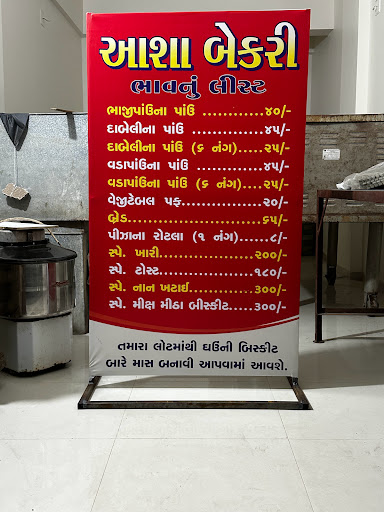 આશા બેકરી
ભાવનું લીસ્ટ
ભાજીપાંઉના પાંઉ ............૪૦/-
દાબેલીના પાંઉ ..............૪૫/-
દાબેલીના પાંઉ (૬ નંગ).....૨૫/-
વડાપાંઉના પાંઉ ............૪૫/-
વડાપાંઉના પાંઉ (૬ નંગ)...૨૫/-
વેજીટેબલ પફ................૨૦/-
બ્રેડ...........................૬૫/-
પીઝાના રોટલા (૧ નંગ)......૮/-
સ્પે. ખારી...................૨૦૦/-
સ્પે. ટોસ્ટ...................૧૮૦/-
સ્પે. નાન ખટાઈ............૩૦૦/-
સ્પે. મીક્ષ મીઠા બીસ્કીટ.....૩૦૦/-
તમારા લોટમાંથી ઘઉંની બિસ્કીટ
બારે માસ બનાવી આપવામાં આવશે.